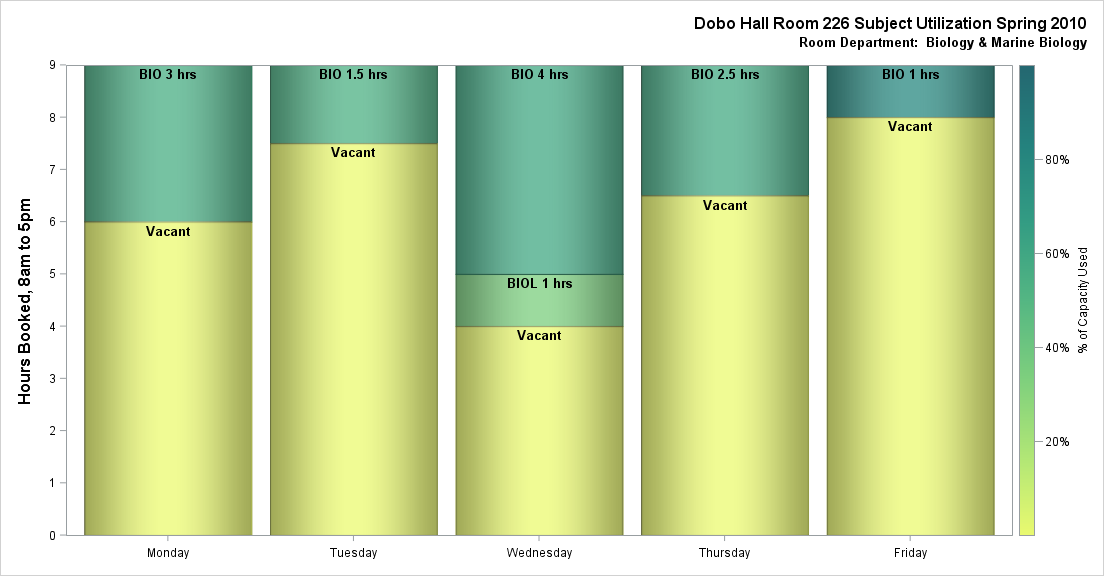 Dobo Hall Room 226 Subject Utilization Spring 2010
Room Department:  Biology & Marine Biology
Hours Booked, 8am to 5pm
9
8
7
6
5
4
3
2
1
0
BIO 3 hrs
Vacant
BIO 1.5 hrs
Vacant
BIO 4 hrs
BIOL 1 hrs
Vacant
BIO 2.5 hrs
Vacant
BIO 1 hrs
Vacant
Monday
Tuesday
Wednesday
Thursday
Friday
80%
60%
40%
20%
% of Capacity Used